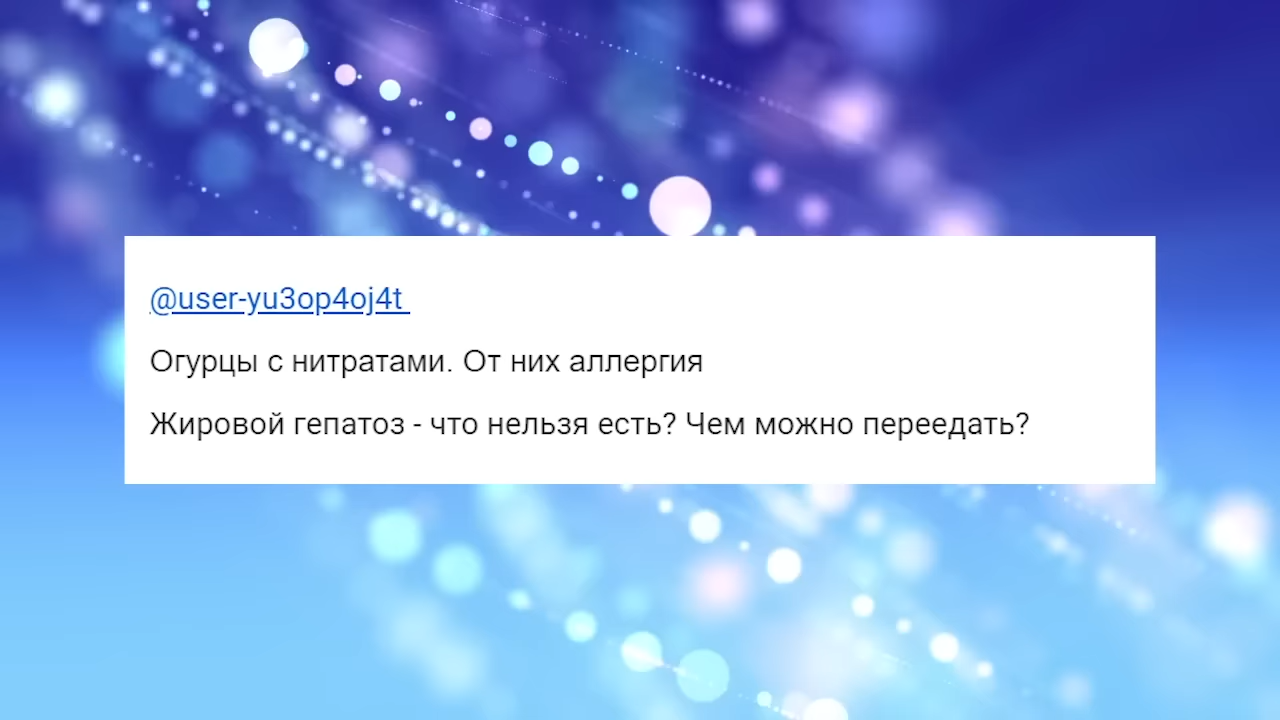 @user-yu3op4oj4t
Огурцы с нитратами. От них аллергия
Жировой гепатоз - что нельзя есть? Чем можно переедать?